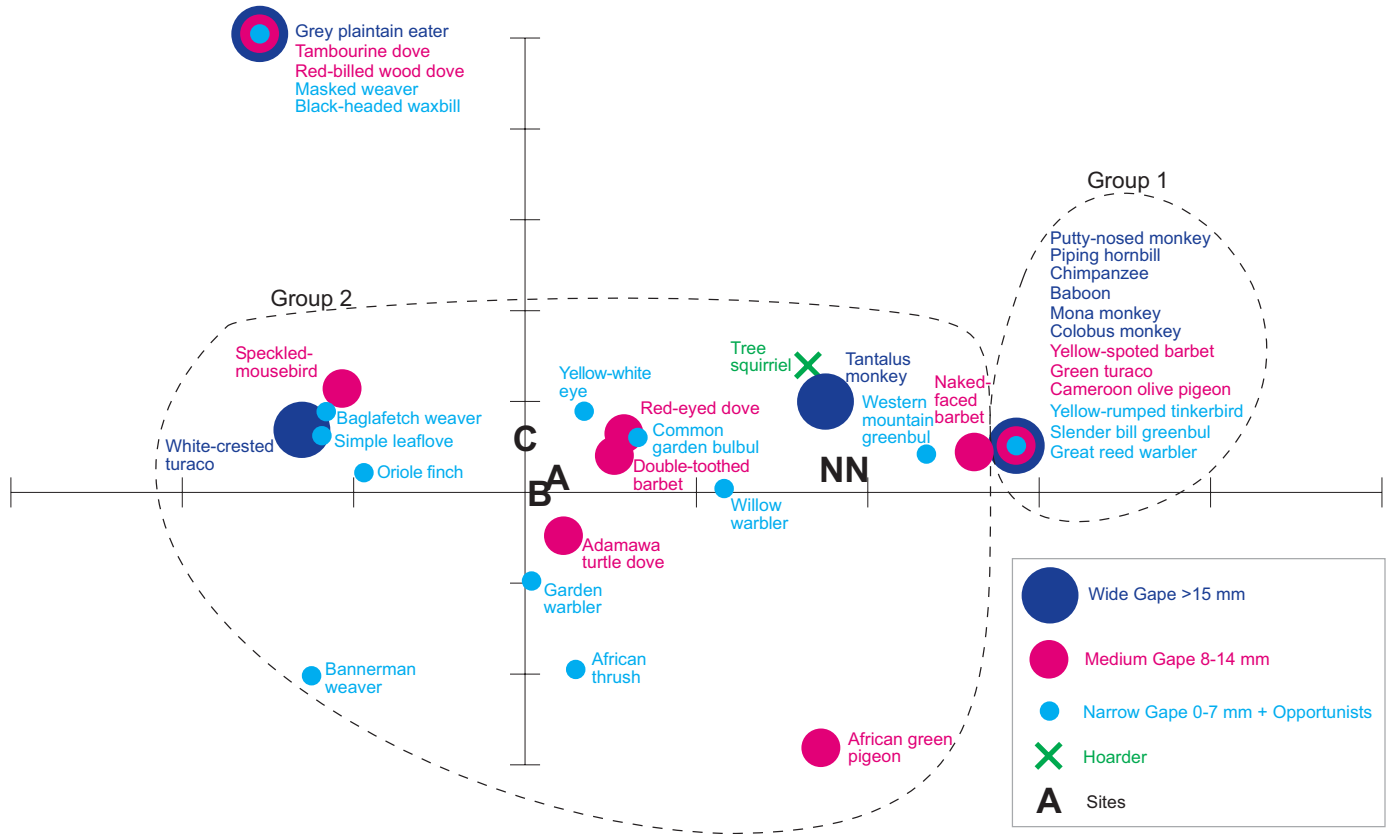 Grey plaintain eater
Tambourine dove
Red-billed wood dove
Masked weaver
Black-headed waxbill
Group 1
Putty-nosed monkey
Piping hornbill
Chimpanzee
Baboon
Mona monkey
Colobus monkey
Yellow-spotted barbet
Green turaco
Cameroon olive pigeon
Yellow-rumped tinkerbird
Slender bill greenbul
Great reed warbler
Group 2
Speckled-
mousebird
Baglafetch weaver
Simple leaflove
White-crested
turaco
Oriole finch
Yellow-white
eye
Red-eyed dove
Common
garden bulbul
Double-toothed
barbet
Tree
squirriel
Tantalus
monkey
Western
mountain
greenbul
Naked-
faced
barbet
C
A
B
NN
Willow
warbler
Adamawa
turtle dove
Garden
warbler
African
thrush
Bannerman
weaver
African green
pigeon
Wide Gape >15 mm
Medium Gape 8-14 mm
Narrow Gape 0-7 mm + Opportunists
Hoarder
A Sites